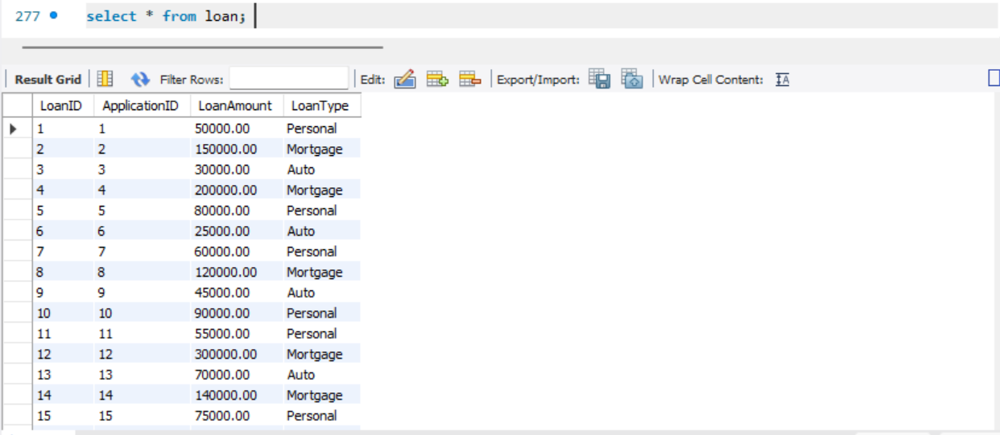 277 select * from loan;
Result Grid Filter Rows: Edit: Export/Import: Wrap Cell Content: IA
LoanID ApplicationID LoanAmount LoanType
1 1 50000.00 Personal
2 2 150000.00 Mortgage
3 3 30000.00 Auto
4 4 200000.00 Mortgage
5 5 80000.00 Personal
6 6 25000.00 Auto
7 7 60000.00 Personal
8 8 120000.00 Mortgage
9 9 45000.00 Auto
10 10 90000.00 Personal
11 11 55000.00 Personal
12 12 300000.00 Mortgage
13 13 70000.00 Auto
14 14 140000.00 Mortgage
15 15 75000.00 Personal